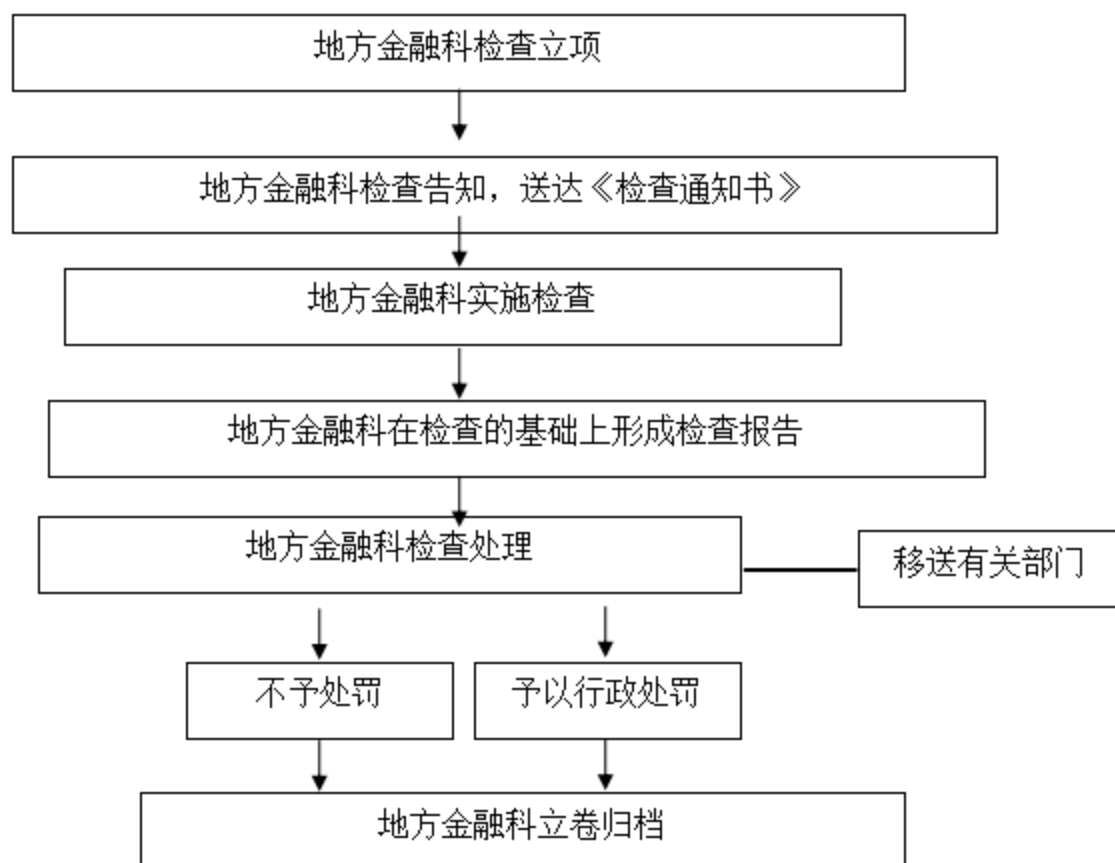 地方金融科检查立项
地方金融科检查告知，送达《检查通知书》
地方金融科实施检查
地方金融科在检查的基础上形成检查报告
地方金融科检查处理
移送有关部门
不予处罚
予以行政处罚
地方金融科立卷归档